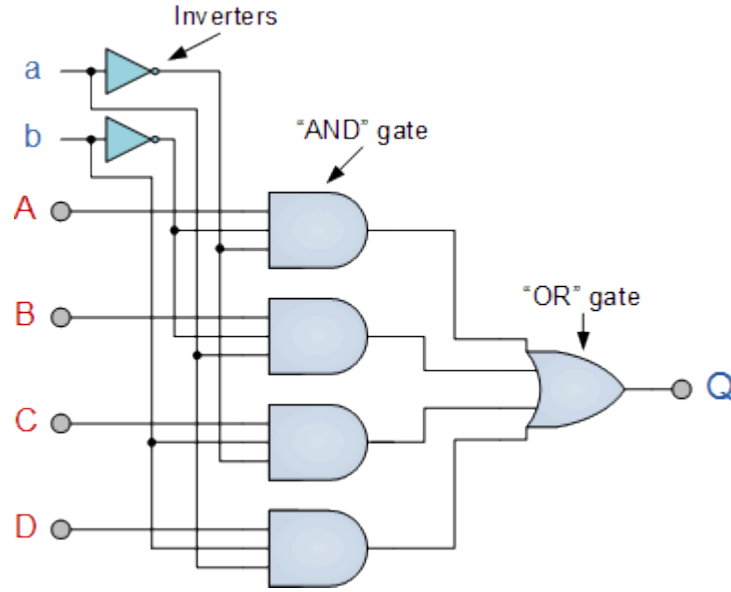 Inverters
a
b
“AND” gate
A
B
“OR” gate
Q
C
D